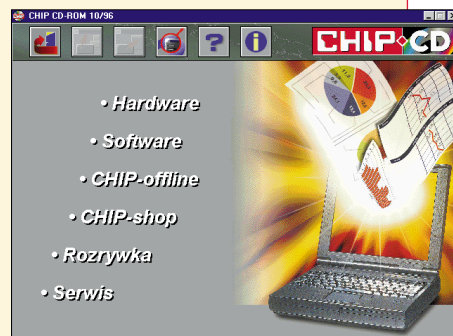 CHIP CD-ROM 10/96
? i CHIP CD
• Hardware
• Software
• CHIP-offline
• CHIP-shop
• Rozrywka
• Serwis